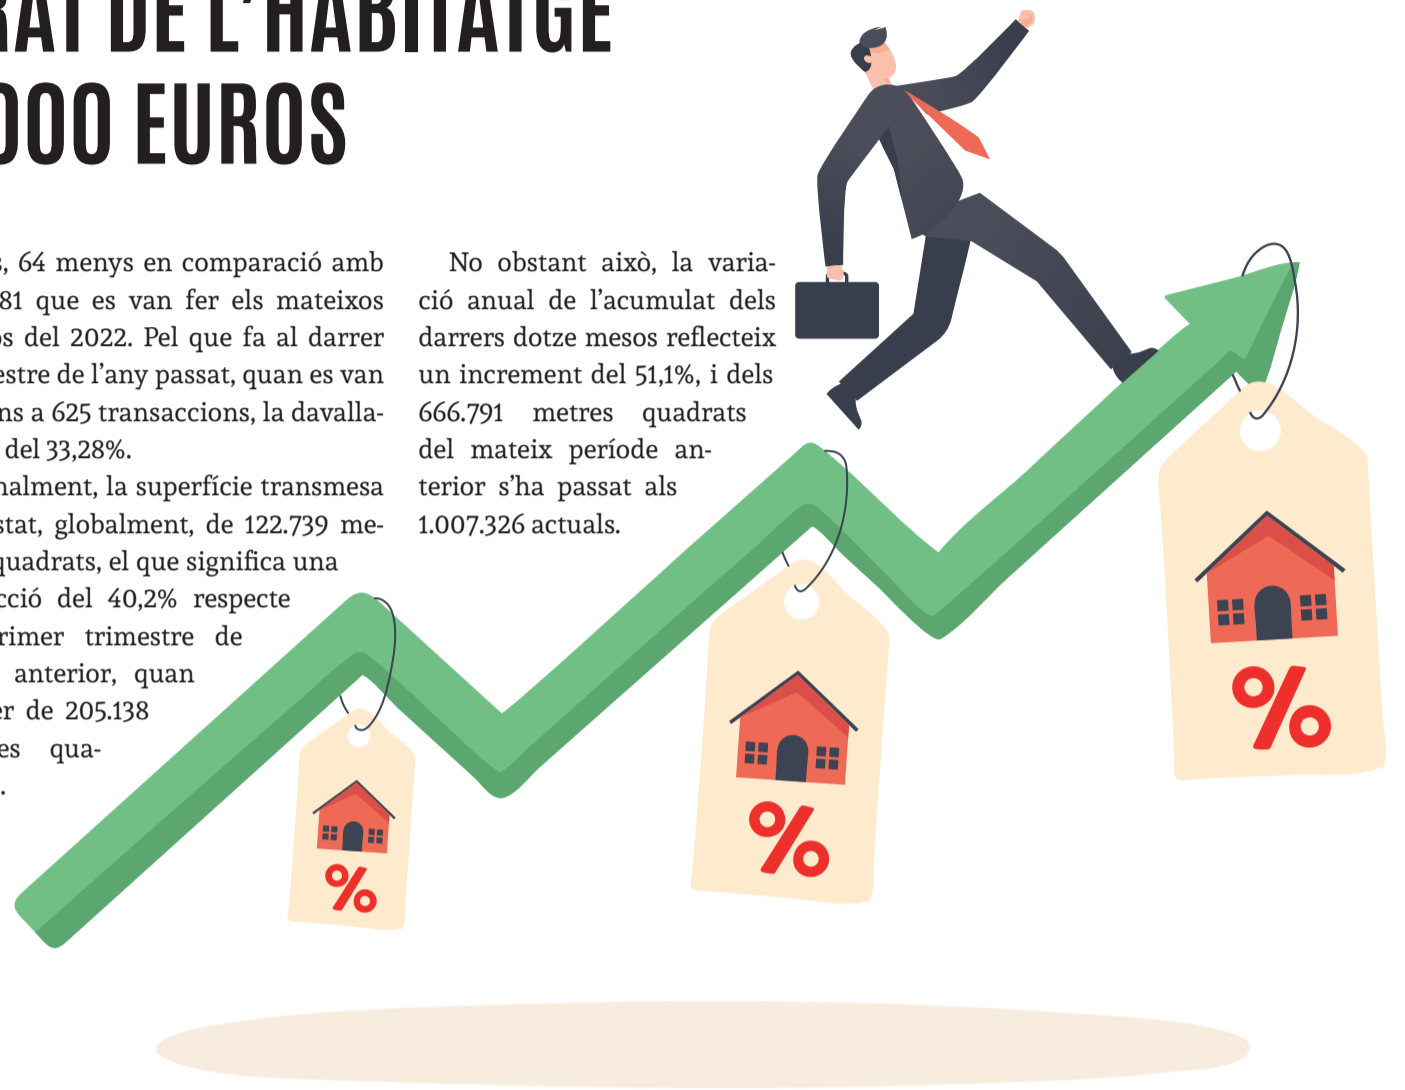 RAT DE L'HABITATGE
000 EUROS
s, 64 menys en comparació amb
81 que es van fer els mateixos
os del 2022. Pel que fa al darrer
estre de l'any passat, quan es van
ns a 625 transaccions, la davalla-
del 33,28%.
nalment, la superfície transmesa
stat, globalment, de 122.739 me-
quadrats, el que significa una
cció del 40,2% respecte
rimer trimestre de
anterior, quan
er de 205.138
es qua-
.
No obstant això, la varia-
ció anual de l'acumulat dels
darrers dotze mesos reflecteix
un increment del 51,1%, i dels
666.791 metres quadrats
del mateix període an-
terior s'ha passat als
1.007.326 actuals.
%
%
%